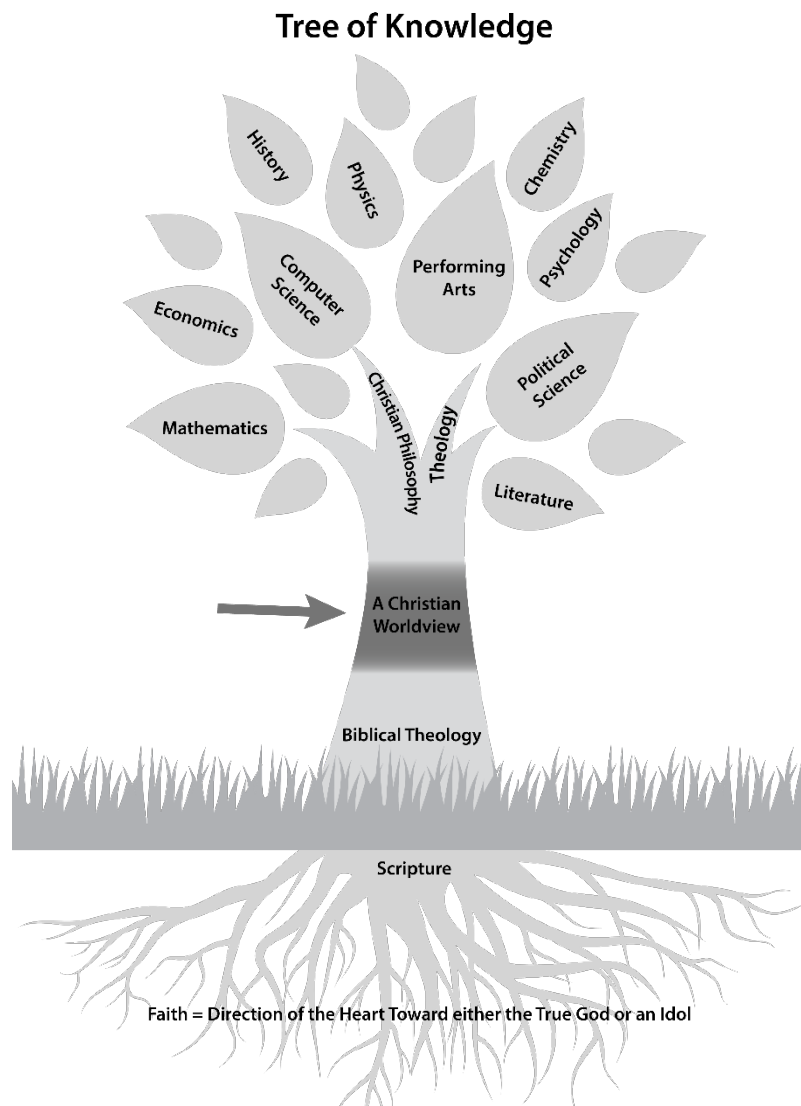 Tree of Knowledge
History
Physics
Chemistry
Psychology
Computer
Science
Performing
Arts
Economics
Political
Science
Mathematics
Christian Philosophy
Theology
Literature
A Christian
Worldview
Biblical Theology
Scripture
Faith = Direction of the Heart Toward either the True God or an Idol